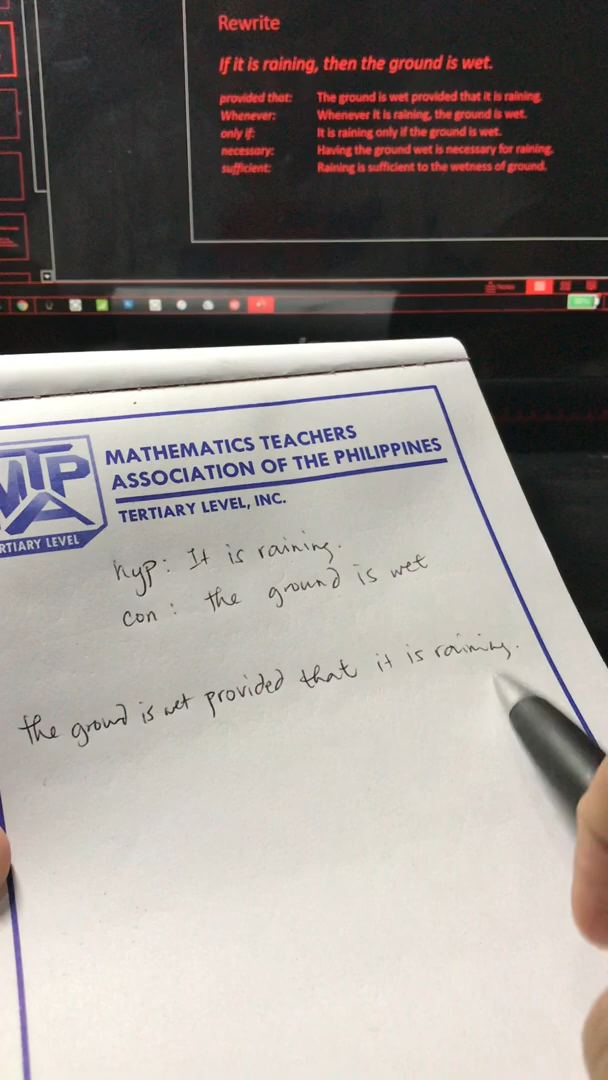 Rewrite
If it is raining, then the ground is wet.
provided that: The ground is wet provided that it is raining.
Whenever: Whenever it is raining, the ground is wet.
only if: It is raining only if the ground is wet.
necessary: Having the ground wet is necessary for raining.
sufficient: Raining is sufficient to the wetness of ground.
Notes
MTP
A
RTIARY LEVEL
MATHEMATICS TEACHERS
ASSOCIATION OF THE PHILIPPINES
TERTIARY LEVEL, INC.
hyp: It is raining.
con: the ground is wet
the ground is wet provided that it is raining.